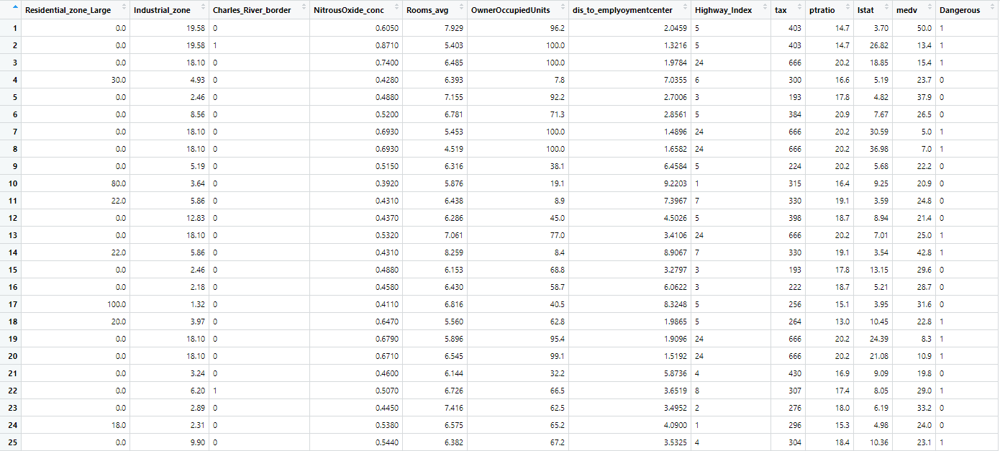 Residential_zone_Large Industrial_zone Charles_River_border NitrousOxide_conc Rooms_avg OwnerOccupiedUnits dis_to_emplyoymentcenter Highway_Index tax ptratio lstat medv Dangerous
1 0.0 19.58 0 0.6050 7.929 96.2 2.0459 5 403 14.7 3.70 50.0 1
2 0.0 19.58 1 0.8710 5.403 100.0 1.3216 5 403 14.7 26.82 13.4 1
3 0.0 18.10 0 0.7400 6.485 100.0 1.9784 24 666 20.2 18.85 15.4 1
4 30.0 4.93 0 0.4280 6.393 7.8 7.0355 6 300 16.6 5.19 23.7 0
5 0.0 2.46 0 0.4880 7.155 92.2 2.7006 3 193 17.8 4.82 37.9 0
6 0.0 8.56 0 0.5200 6.781 71.3 2.8561 5 384 20.9 7.67 26.5 0
7 0.0 18.10 0 0.6930 5.453 100.0 1.4896 24 666 20.2 30.59 5.0 1
8 0.0 18.10 0 0.6930 4.519 100.0 1.6582 24 666 20.2 36.98 7.0 1
9 0.0 5.19 0 0.5150 6.316 38.1 6.4584 5 224 20.2 5.68 22.2 0
10 80.0 3.64 0 0.3920 5.876 19.1 9.2203 1 315 16.4 9.25 20.9 0
11 22.0 5.86 0 0.4310 6.438 8.9 7.3967 7 330 19.1 3.59 24.8 0
12 0.0 12.83 0 0.4370 6.286 45.0 4.5026 5 398 18.7 8.94 21.4 0
13 0.0 18.10 0 0.5320 7.061 77.0 3.4106 24 666 20.2 7.01 25.0 1
14 22.0 5.86 0 0.4310 8.259 8.4 8.9067 7 330 19.1 3.54 42.8 1
15 0.0 2.46 0 0.4880 6.153 68.8 3.2797 3 193 17.8 13.15 29.6 0
16 0.0 2.18 0 0.4580 6.430 58.7 6.0622 3 222 18.7 5.21 28.7 0
17 100.0 1.32 0 0.4110 6.816 40.5 8.3248 5 256 15.1 3.95 31.6 0
18 20.0 3.97 0 0.6470 5.560 62.8 1.9865 5 264 13.0 10.45 22.8 1
19 0.0 18.10 0 0.6790 5.896 95.4 1.9096 24 666 20.2 24.39 8.3 1
20 0.0 18.10 0 0.6710 6.545 99.1 1.5192 24 666 20.2 21.08 10.9 1
21 0.0 3.24 0 0.4600 6.144 32.2 5.8736 4 430 16.9 9.09 19.8 0
22 0.0 6.20 1 0.5070 6.726 66.5 3.6519 8 307 17.4 8.05 29.0 1
23 0.0 2.89 0 0.4450 7.416 62.5 3.4952 2 276 18.0 6.19 33.2 0
24 18.0 2.31 0 0.5380 6.575 65.2 4.0900 1 296 15.3 4.98 24.0 0
25 0.0 9.90 0 0.5440 6.382 67.2 3.5325 4 304 18.4 10.36 23.1 1